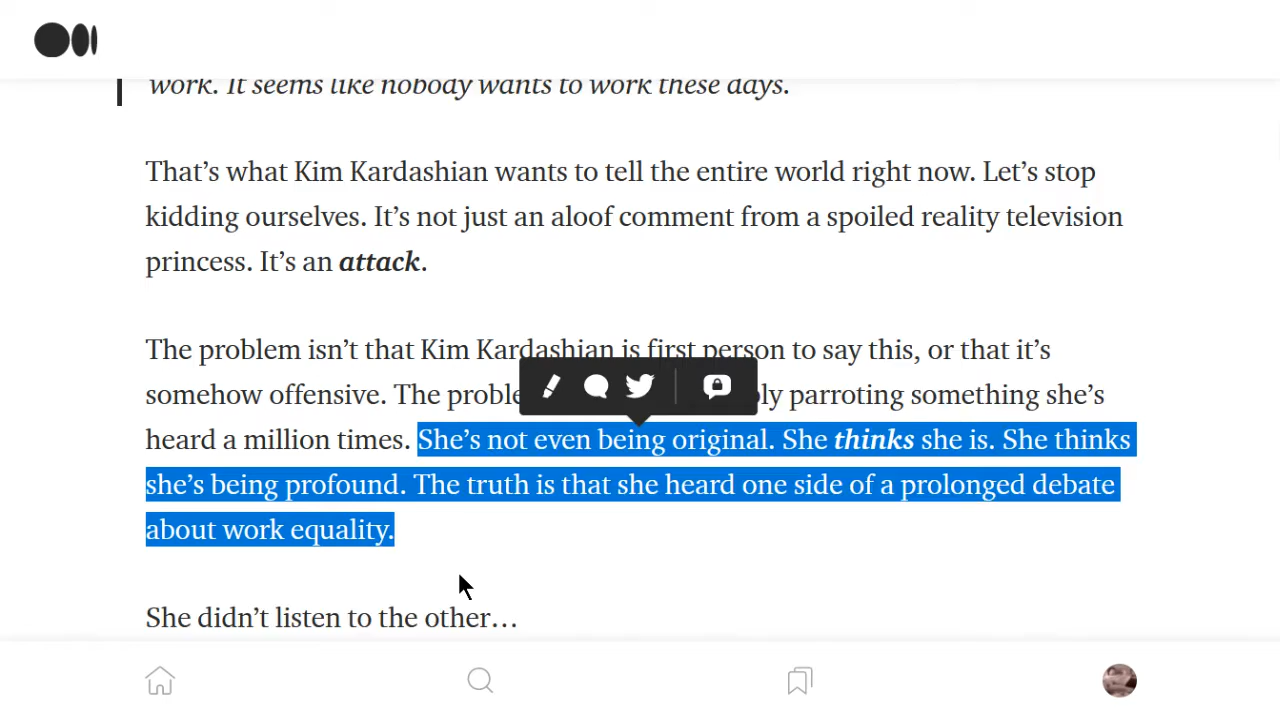 work. It seems like nobody wants to work these days.
That’s what Kim Kardashian wants to tell the entire world right now. Let’s stop
kidding ourselves. It’s not just an aloof comment from a spoiled reality television
princess. It’s an attack.
The problem isn’t that Kim Kardashian is first person to say this, or that it’s
somehow offensive. The proble ly parroting something she’s
heard a million times. She’s not even being original. She thinks she is. She thinks
she’s being profound. The truth is that she heard one side of a prolonged debate
about work equality.
She didn’t listen to the other…